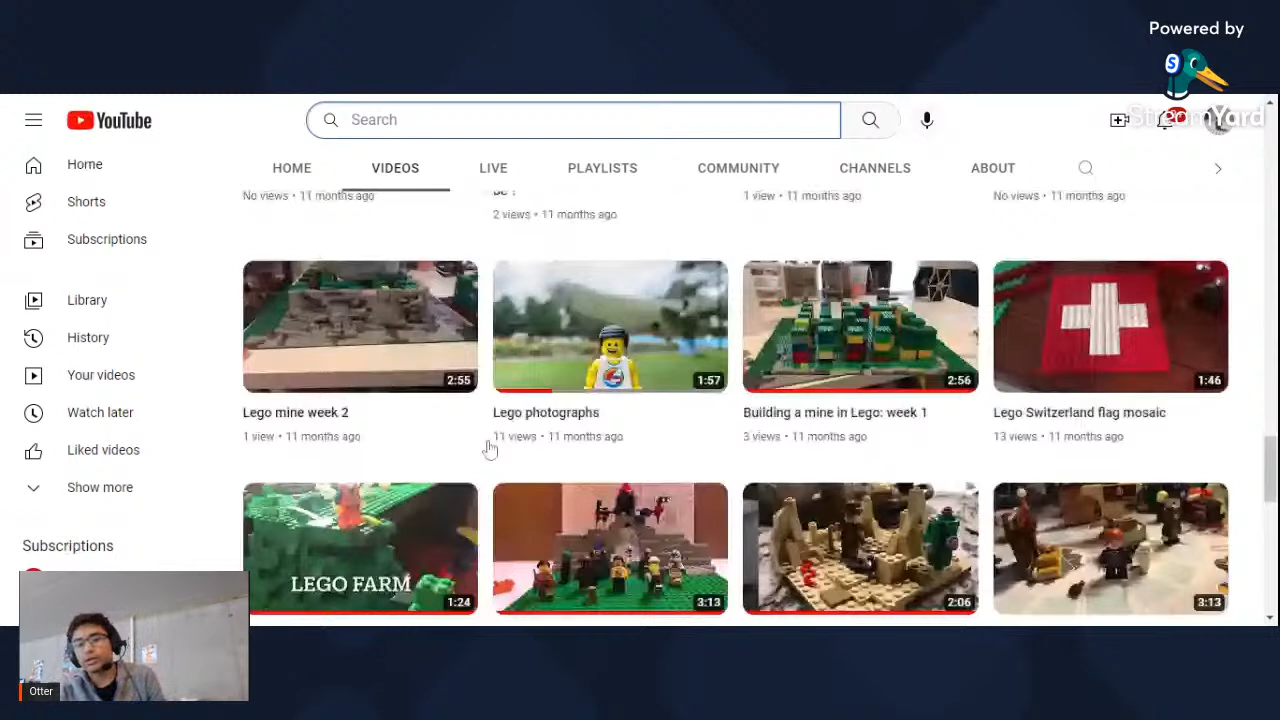 Powered by
StreamYard
YouTube
Search
HOME
VIDEOS
LIVE
PLAYLISTS
COMMUNITY
CHANNELS
ABOUT
Home
Shorts
Subscriptions
Library
History
Your videos
Watch later
Liked videos
Show more
Subscriptions
No views • 11 months ago
be ?
2 views • 11 months ago
1 view • 11 months ago
No views • 11 months ago
2:55
1:57
2:56
1:46
Lego mine week 2
Lego photographs
Building a mine in Lego: week 1
Lego Switzerland flag mosaic
1 view • 11 months ago
11 views • 11 months ago
3 views • 11 months ago
13 views • 11 months ago
LEGO FARM
1:24
3:13
2:06
3:13
Otter